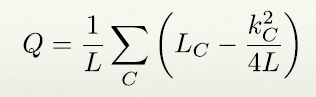 Q = \frac{1}{L} \sum_{C} \left( L_C - \frac{k_C^2}{4L} \right)